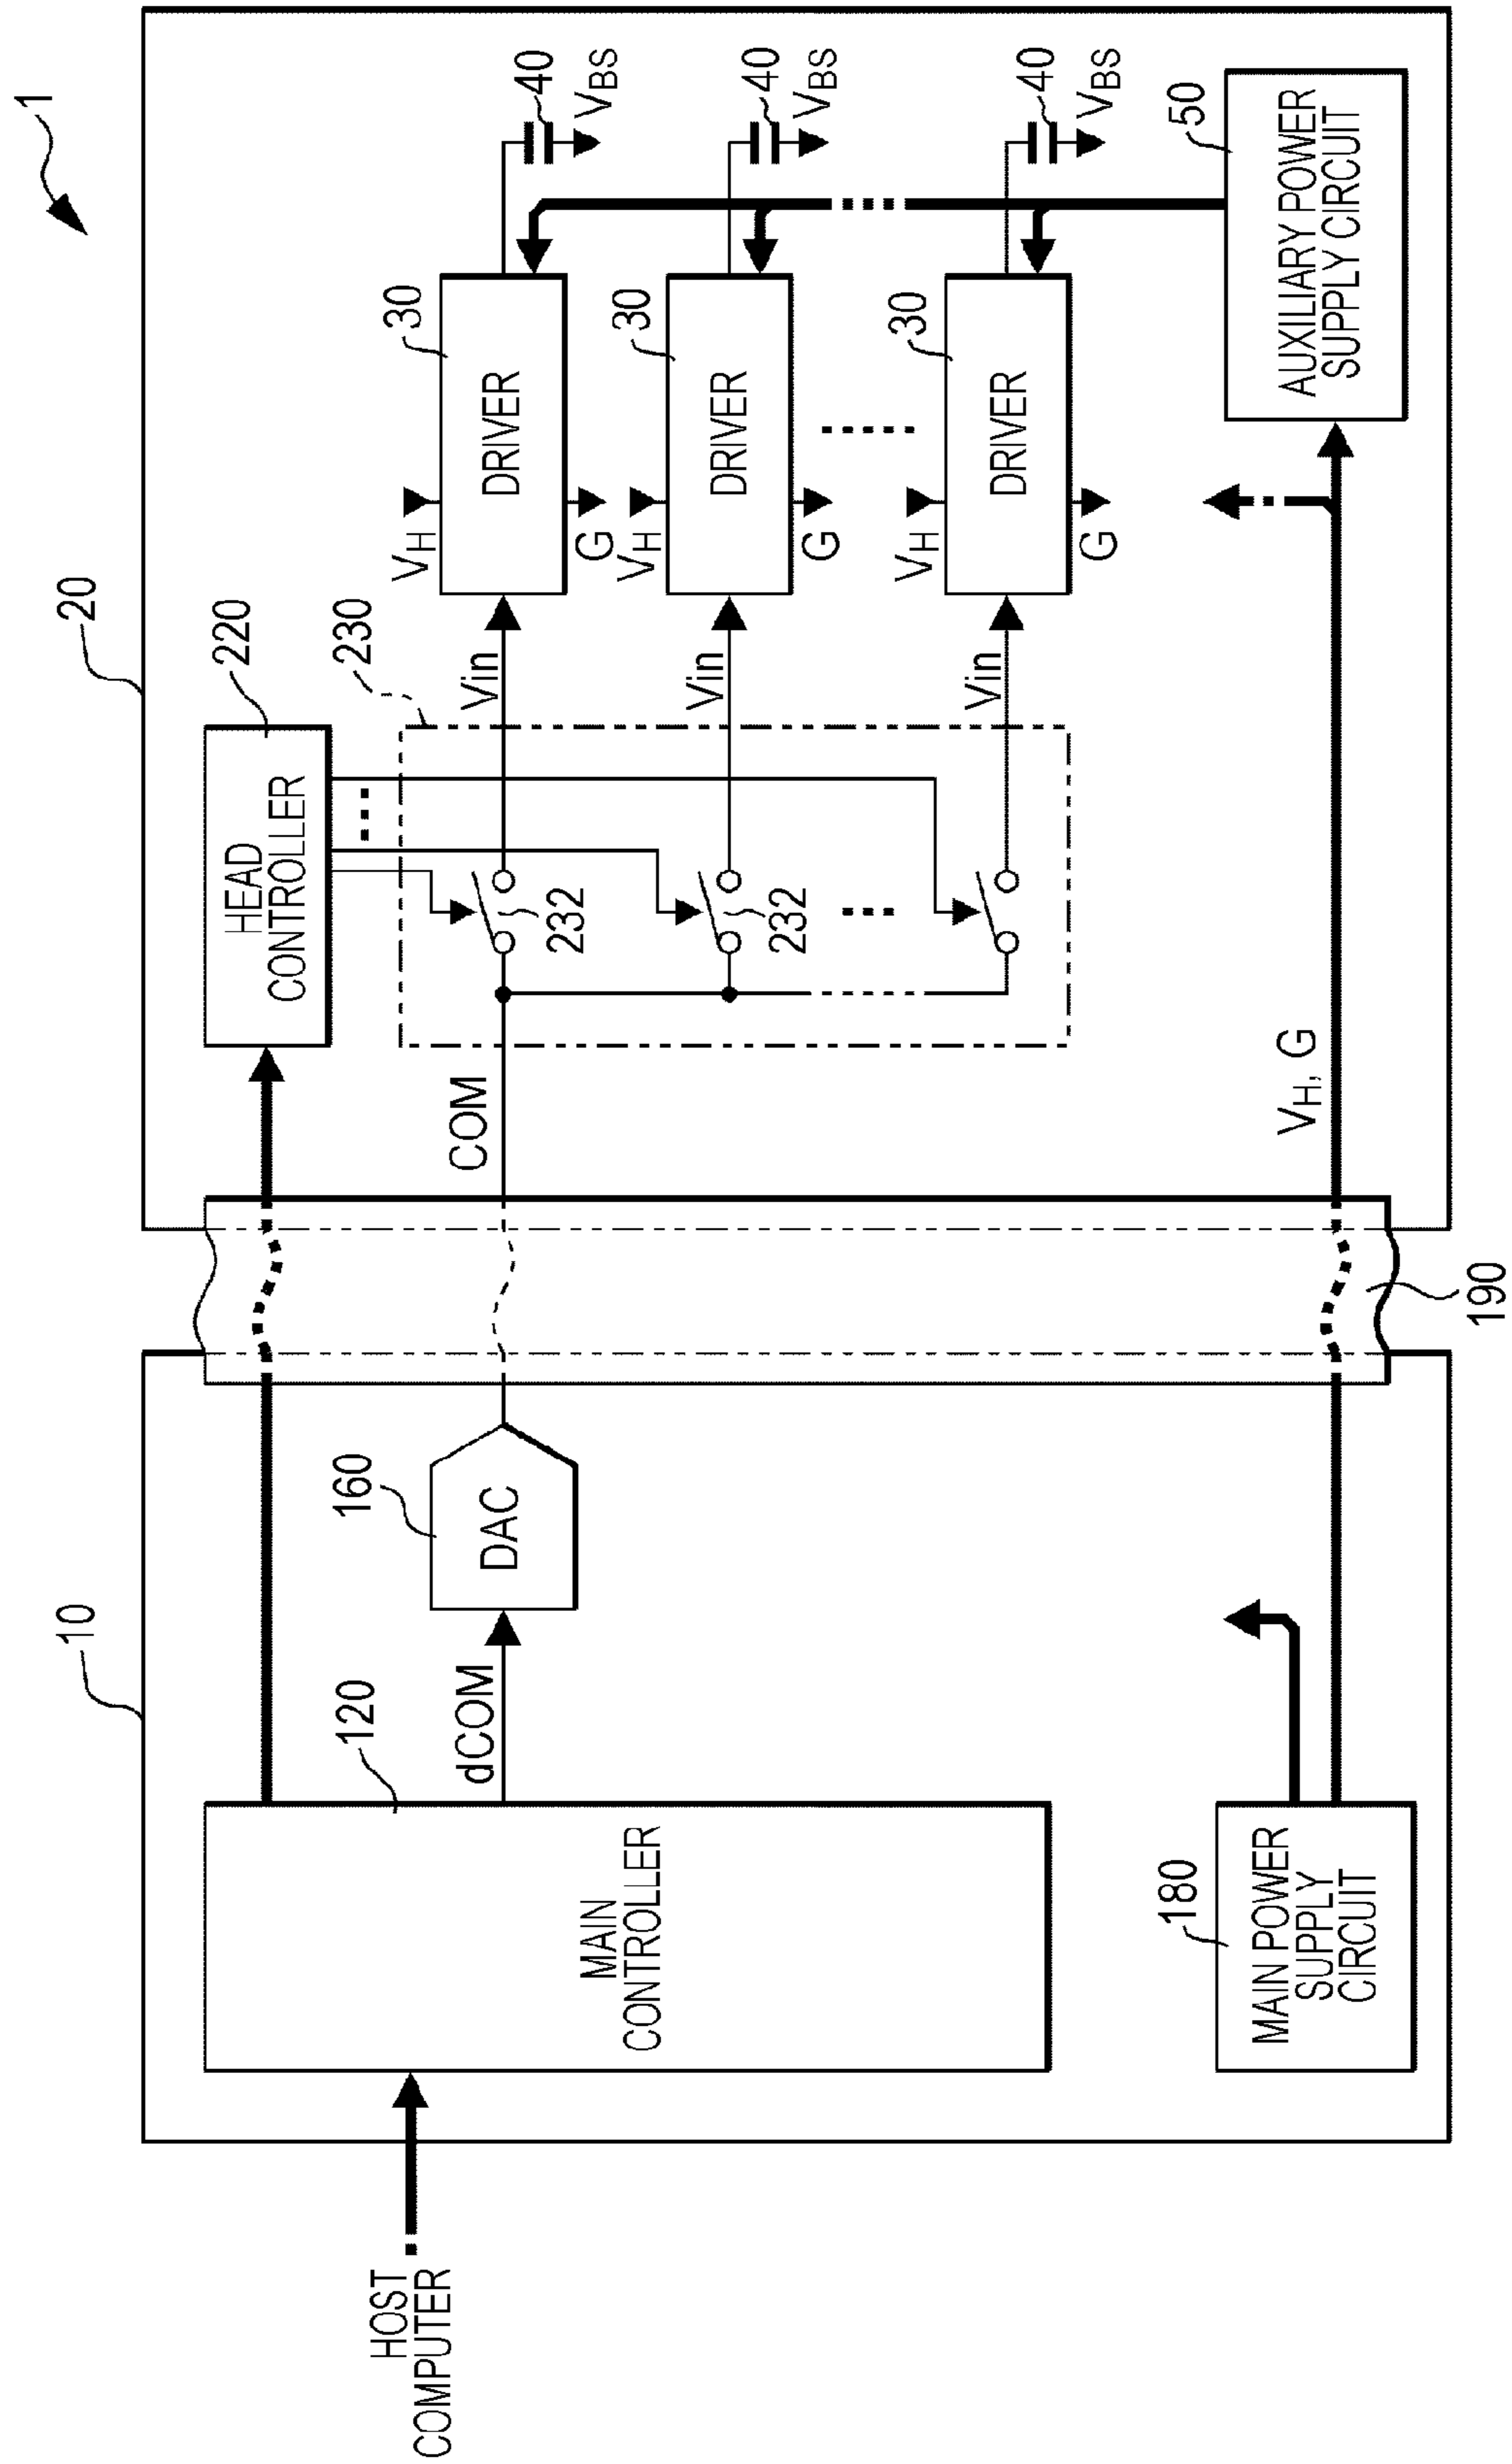 1
10
20
HOST
COMPUTER
MAIN
CONTROLLER
120
dCOM
DAC
160
MAIN POWER
SUPPLY
CIRCUIT
180
190
COM
VH, G
HEAD
CONTROLLER
220
230
232
232
Vin
Vin
Vin
VH
G
DRIVER
30
40
VBS
VH
G
DRIVER
30
40
VBS
VH
G
DRIVER
30
40
VBS
AUXILIARY POWER
SUPPLY CIRCUIT
50